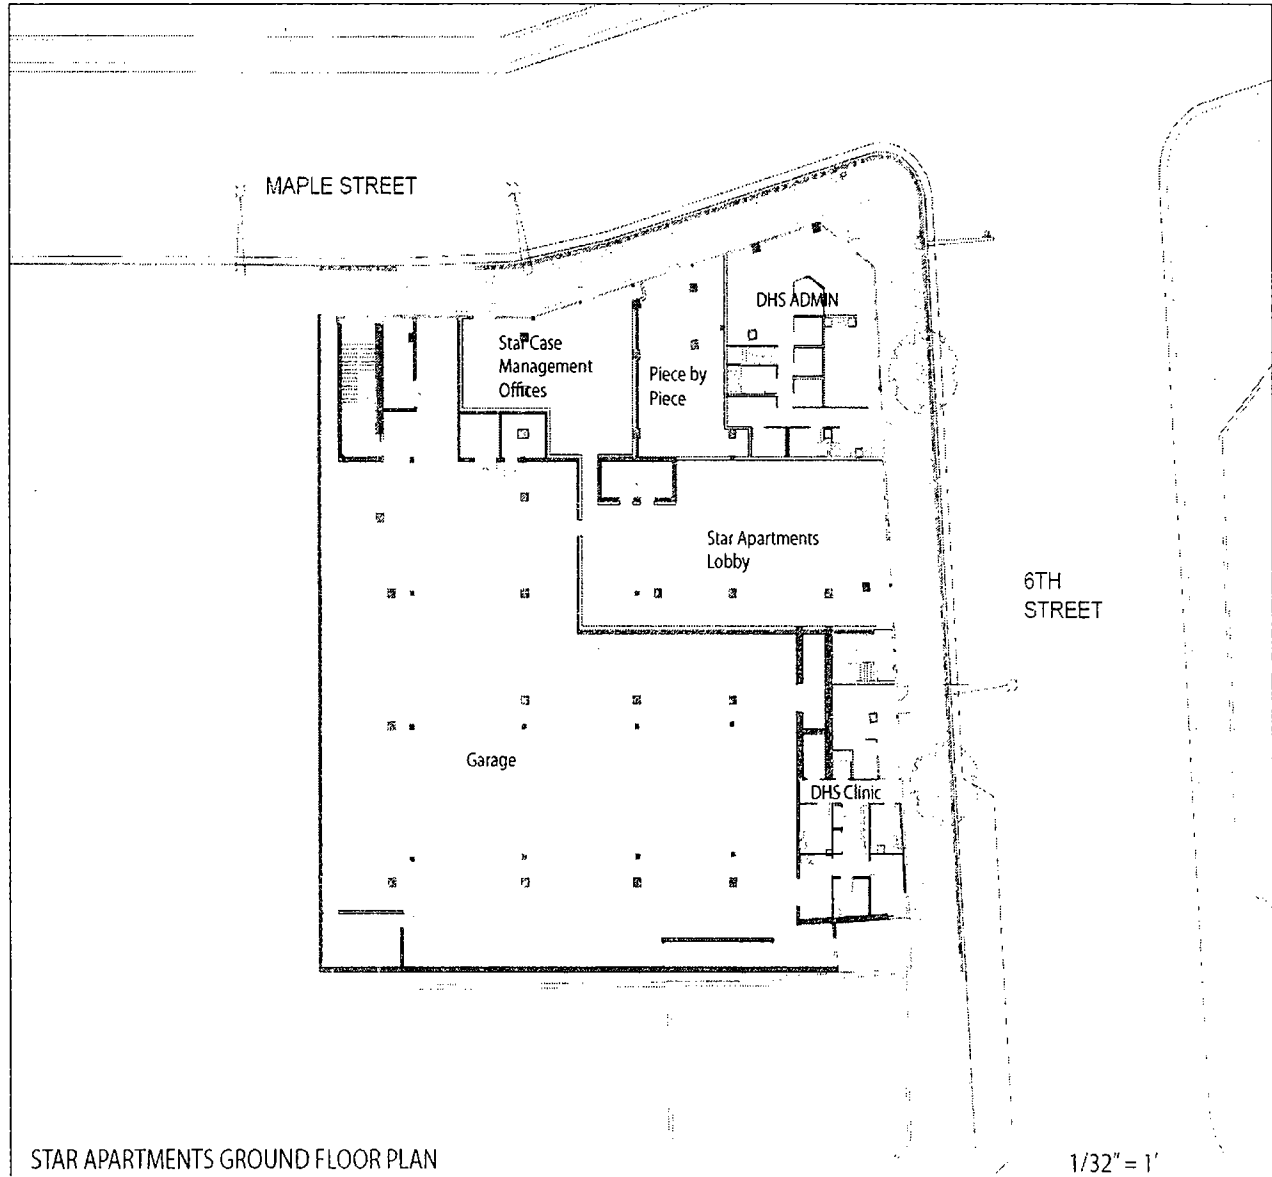 MAPLE STREET
DHS ADMIN
Star Case
Management
Offices
Piece by
Piece
Star Apartments
Lobby
6TH
STREET
Garage
DHS Clinic
STAR APARTMENTS GROUND FLOOR PLAN
1/32" = 1'